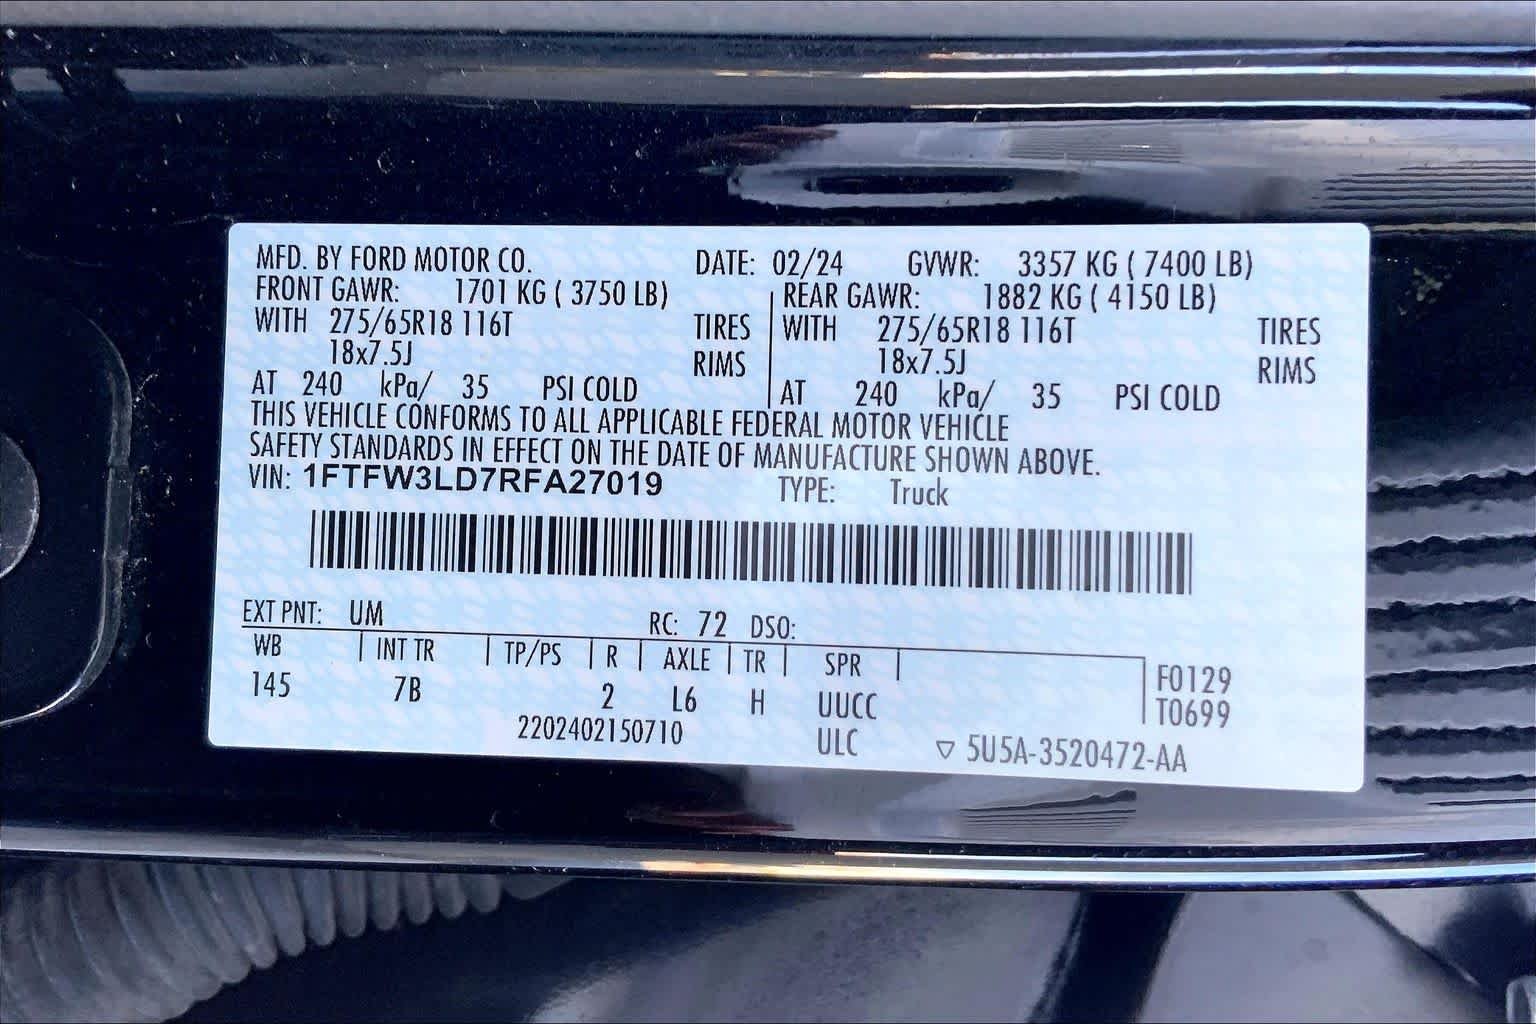 MFD. BY FORD MOTOR CO. DATE: 02/24 GVWR: 3357 KG ( 7400 LB)
FRONT GAWR: 1701 KG ( 3750 LB) REAR GAWR: 1882 KG ( 4150 LB)
WITH 275/65R18 116T TIRES WITH 275/65R18 116T TIRES
18x7.5J RIMS 18x7.5J RIMS
AT 240 kPa/ 35 PSI COLD AT 240 kPa/ 35 PSI COLD
THIS VEHICLE CONFORMS TO ALL APPLICABLE FEDERAL MOTOR VEHICLE
SAFETY STANDARDS IN EFFECT ON THE DATE OF MANUFACTURE SHOWN ABOVE.
VIN: 1FTFW3LD7RFA27019 TYPE: Truck
EXT PNT: UM RC: 72 DSO:
WB INT TR TP/PS R AXLE TR SPR F0129
145 7B 2 L6 H UUCC T0699
2202402150710 ULC ▽ 5U5A-3520472-AA